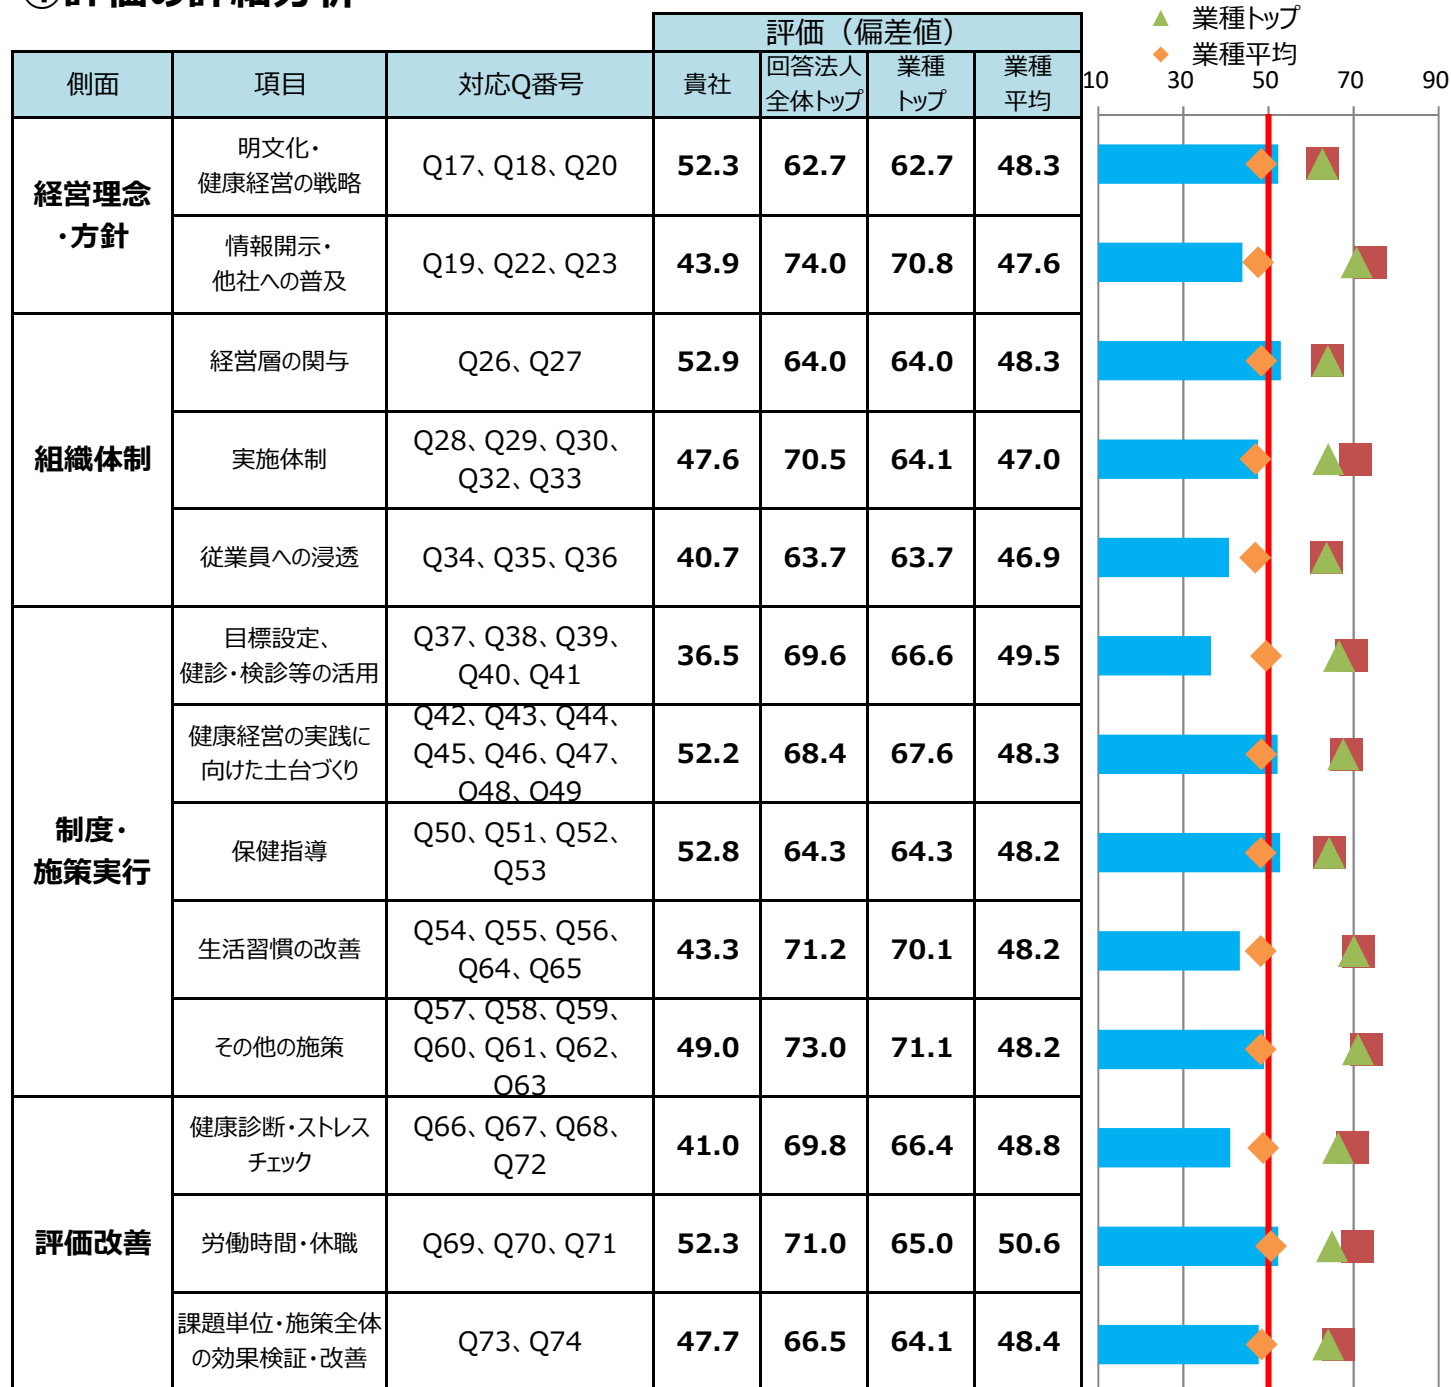 ①評価の詳細分析
業種トップ
業種平均
評価（偏差値）
側面 項目 対応Q番号 貴社 回答法人 業種 業種
全体トップ トップ 平均
10 30 50 70 90
経営理念
・方針
明文化・
健康経営の戦略
Q17、Q18、Q20
52.3 62.7 62.7 48.3
情報開示・
他社への普及
Q19、Q22、Q23
43.9 74.0 70.8 47.6
組織体制
経営層の関与
Q26、Q27
52.9 64.0 64.0 48.3
実施体制
Q28、Q29、Q30、
Q32、Q33
47.6 70.5 64.1 47.0
従業員への浸透
Q34、Q35、Q36
40.7 63.7 63.7 46.9
制度・
施策実行
目標設定、
健診・検診等の活用
Q37、Q38、Q39、
Q40、Q41
36.5 69.6 66.6 49.5
健康経営の実践に
向けた土台づくり
Q42、Q43、Q44、
Q45、Q46、Q47、
Q48、Q49
52.2 68.4 67.6 48.3
保健指導
Q50、Q51、Q52、
Q53
52.8 64.3 64.3 48.2
生活習慣の改善
Q54、Q55、Q56、
Q64、Q65
43.3 71.2 70.1 48.2
その他の施策
Q57、Q58、Q59、
Q60、Q61、Q62、
Q63
49.0 73.0 71.1 48.2
評価改善
健康診断・ストレス
チェック
Q66、Q67、Q68、
Q72
41.0 69.8 66.4 48.8
労働時間・休職
Q69、Q70、Q71
52.3 71.0 65.0 50.6
課題単位・施策全体
の効果検証・改善
Q73、Q74
47.7 66.5 64.1 48.4